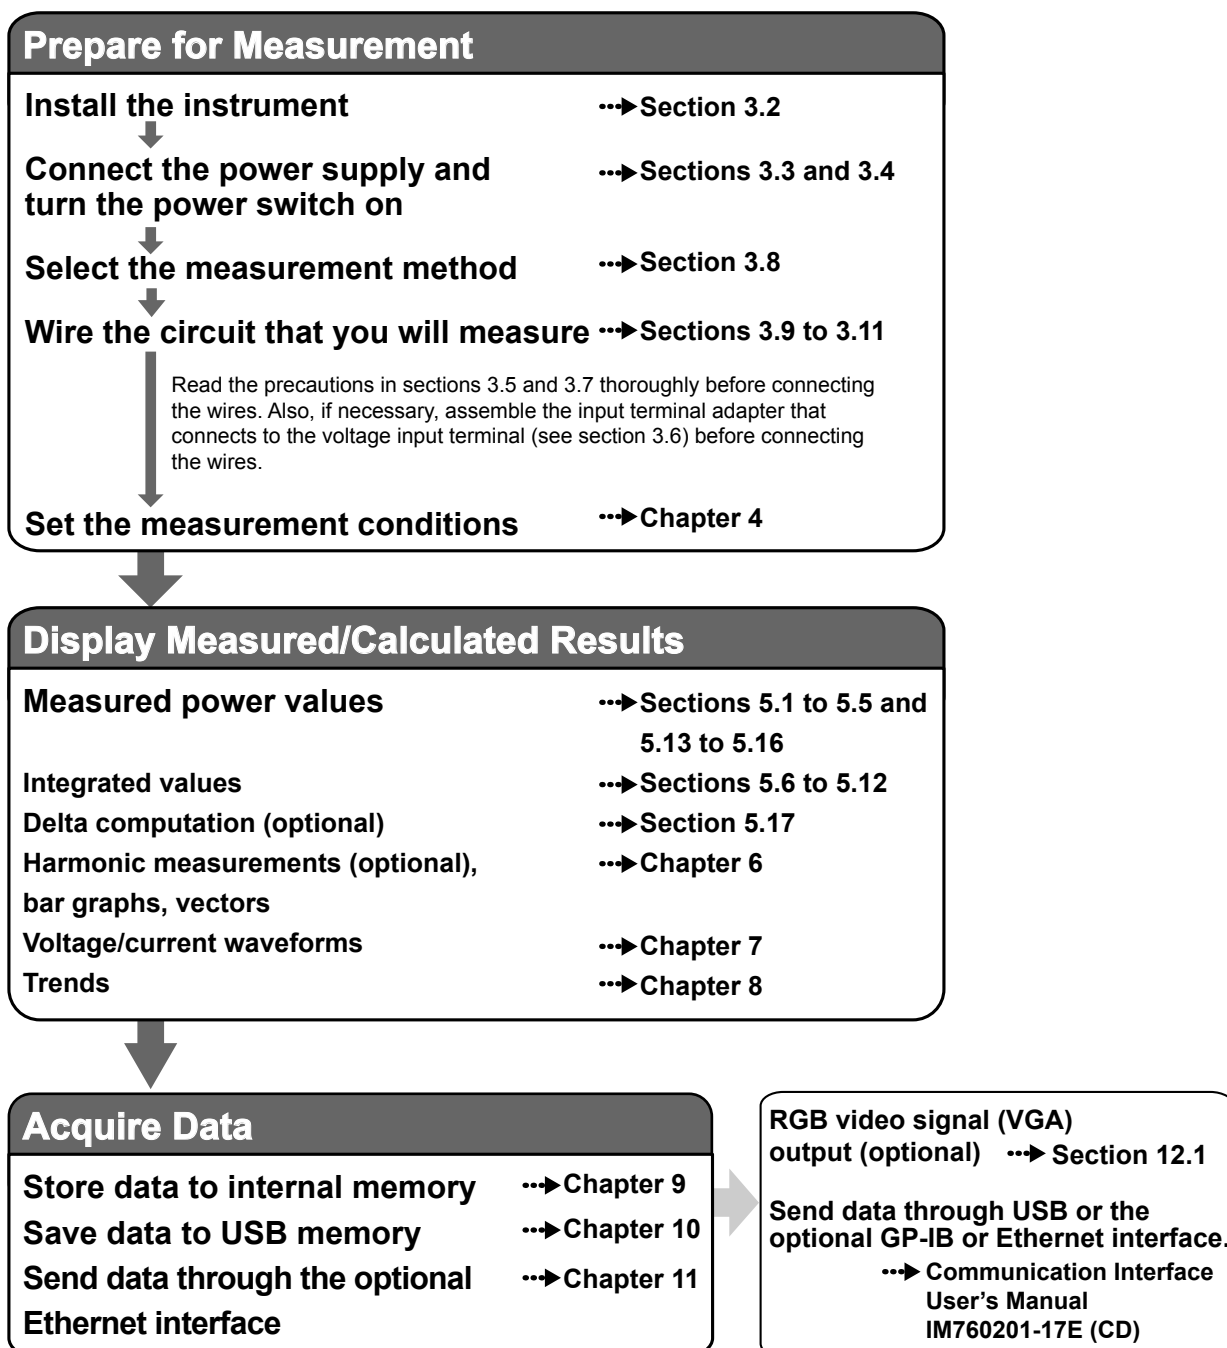 Prepare for Measurement
Install the instrument
Section 3.2
Connect the power supply and
turn the power switch on
Sections 3.3 and 3.4
Select the measurement method
Section 3.8
Wire the circuit that you will measure
Sections 3.9 to 3.11
Read the precautions in sections 3.5 and 3.7 thoroughly before connecting
the wires. Also, if necessary, assemble the input terminal adapter that
connects to the voltage input terminal (see section 3.6) before connecting
the wires.
Set the measurement conditions
Chapter 4
Display Measured/Calculated Results
Measured power values
Sections 5.1 to 5.5 and
5.13 to 5.16
Integrated values
Sections 5.6 to 5.12
Delta computation (optional)
Section 5.17
Harmonic measurements (optional),
bar graphs, vectors
Chapter 6
Voltage/current waveforms
Chapter 7
Trends
Chapter 8
Acquire Data
Store data to internal memory
Chapter 9
Save data to USB memory
Chapter 10
Send data through the optional
Ethernet interface
Chapter 11
RGB video signal (VGA)
output (optional)
Section 12.1
Send data through USB or the
optional GP-IB or Ethernet interface.
Communication Interface
User's Manual
IM760201-17E (CD)